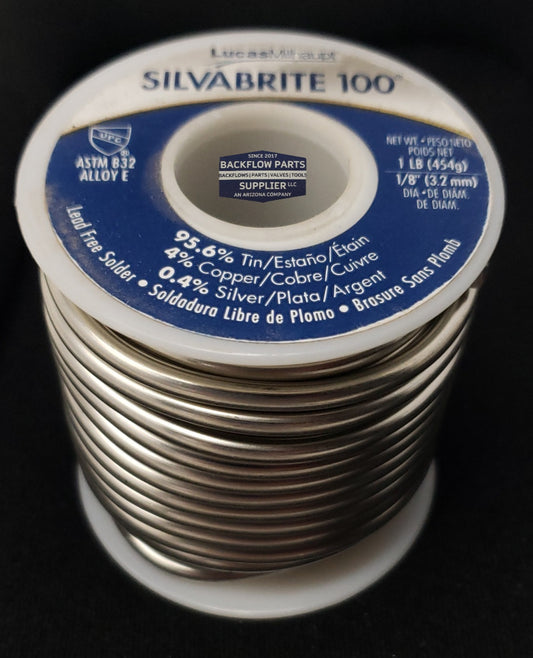 LucasMilhaupt
SILVABRITE 100™
UPC ®
ASTM B32
ALLOY E
SINCE 2017
BACKFLOW PARTS
BACKFLOWS|PARTS|VALVES|TOOLS
SUPPLIER LLC
AN ARIZONA COMPANY
NET WT • PESO NETO
POIDS NET
1 LB (454g)
1/8" (3.2 mm)
DIA • DE DIÁM.
DE DIAM.
95.6% Tin/Estaño/Étain
4% Copper/Cobre/Cuivre
0.4% Silver/Plata/Argent
Lead Free Solder • Soldadura Libre de Plomo • Brasure Sans Plomb